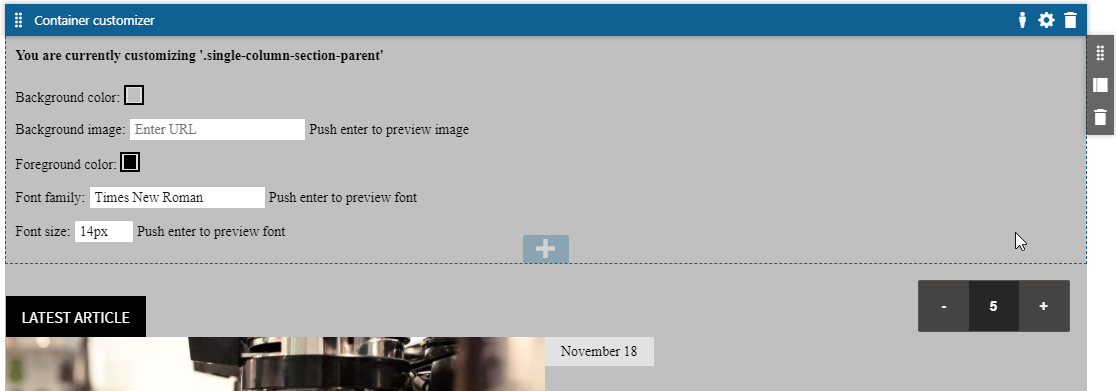 Container customizer
You are currently customizing '.single-column-section-parent'
Background color:
Background image: Enter URL Push enter to preview image
Foreground color:
Font family: Times New Roman Push enter to preview font
Font size: 14px Push enter to preview font
- 5 +
LATEST ARTICLE
November 18